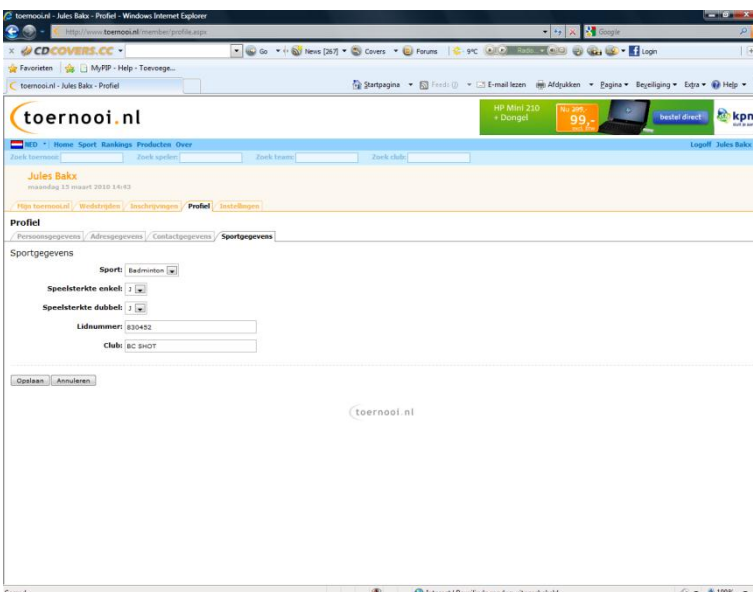 toernooi.nl - Jules Bakx - Profiel - Windows Internet Explorer
http://www.toernooi.nl/member/profile.aspx
Google
CDCOVERS.CC
Go News [267] Covers Forums 9°C Radio Login
Favorieten MyPIP - Help - Toevoege...
toernooi.nl - Jules Bakx - Profiel
Startpagina Feeds () E-mail lezen Afdrukken Pagina Beveiliging Extra Help
toernooi.nl
HP Mini 210
+ Dongel
Nu 299,-
99,-
bestel direct
kpn
NED Home Sport Rankings Producten Over
Logoff Jules Bakx
Zoek toernooi: Zoek speler: Zoek team: Zoek club:
Jules Bakx
maandag 15 maart 2010 14:43
Mijn toernooi.nl Wedstrijden Inschrijvingen Profiel Instellingen
Profiel
Persoonsgegevens Adresgegevens Contactgegevens Sportgegevens
Sportgegevens
Sport: Badminton
Speelsterkte enkel: J
Speelsterkte dubbel: J
Lidnummer: 830452
Club: BC SHOT
Opslaan Annuleren
toernooi.nl
100%